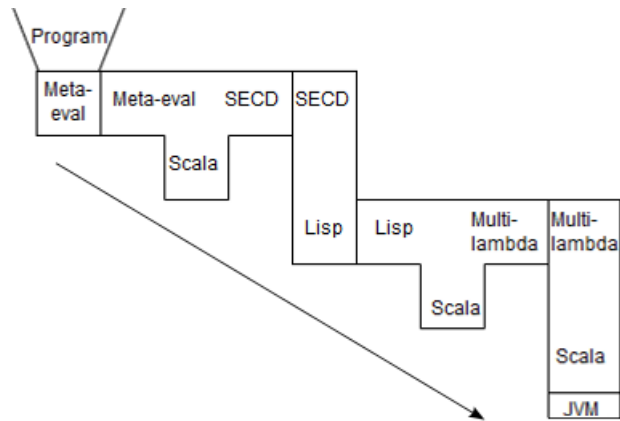 Program
Meta-
eval
Meta-eval
SECD
SECD
Scala
Lisp
Lisp
Multi-
lambda
Multi-
lambda
Scala
Scala
JVM